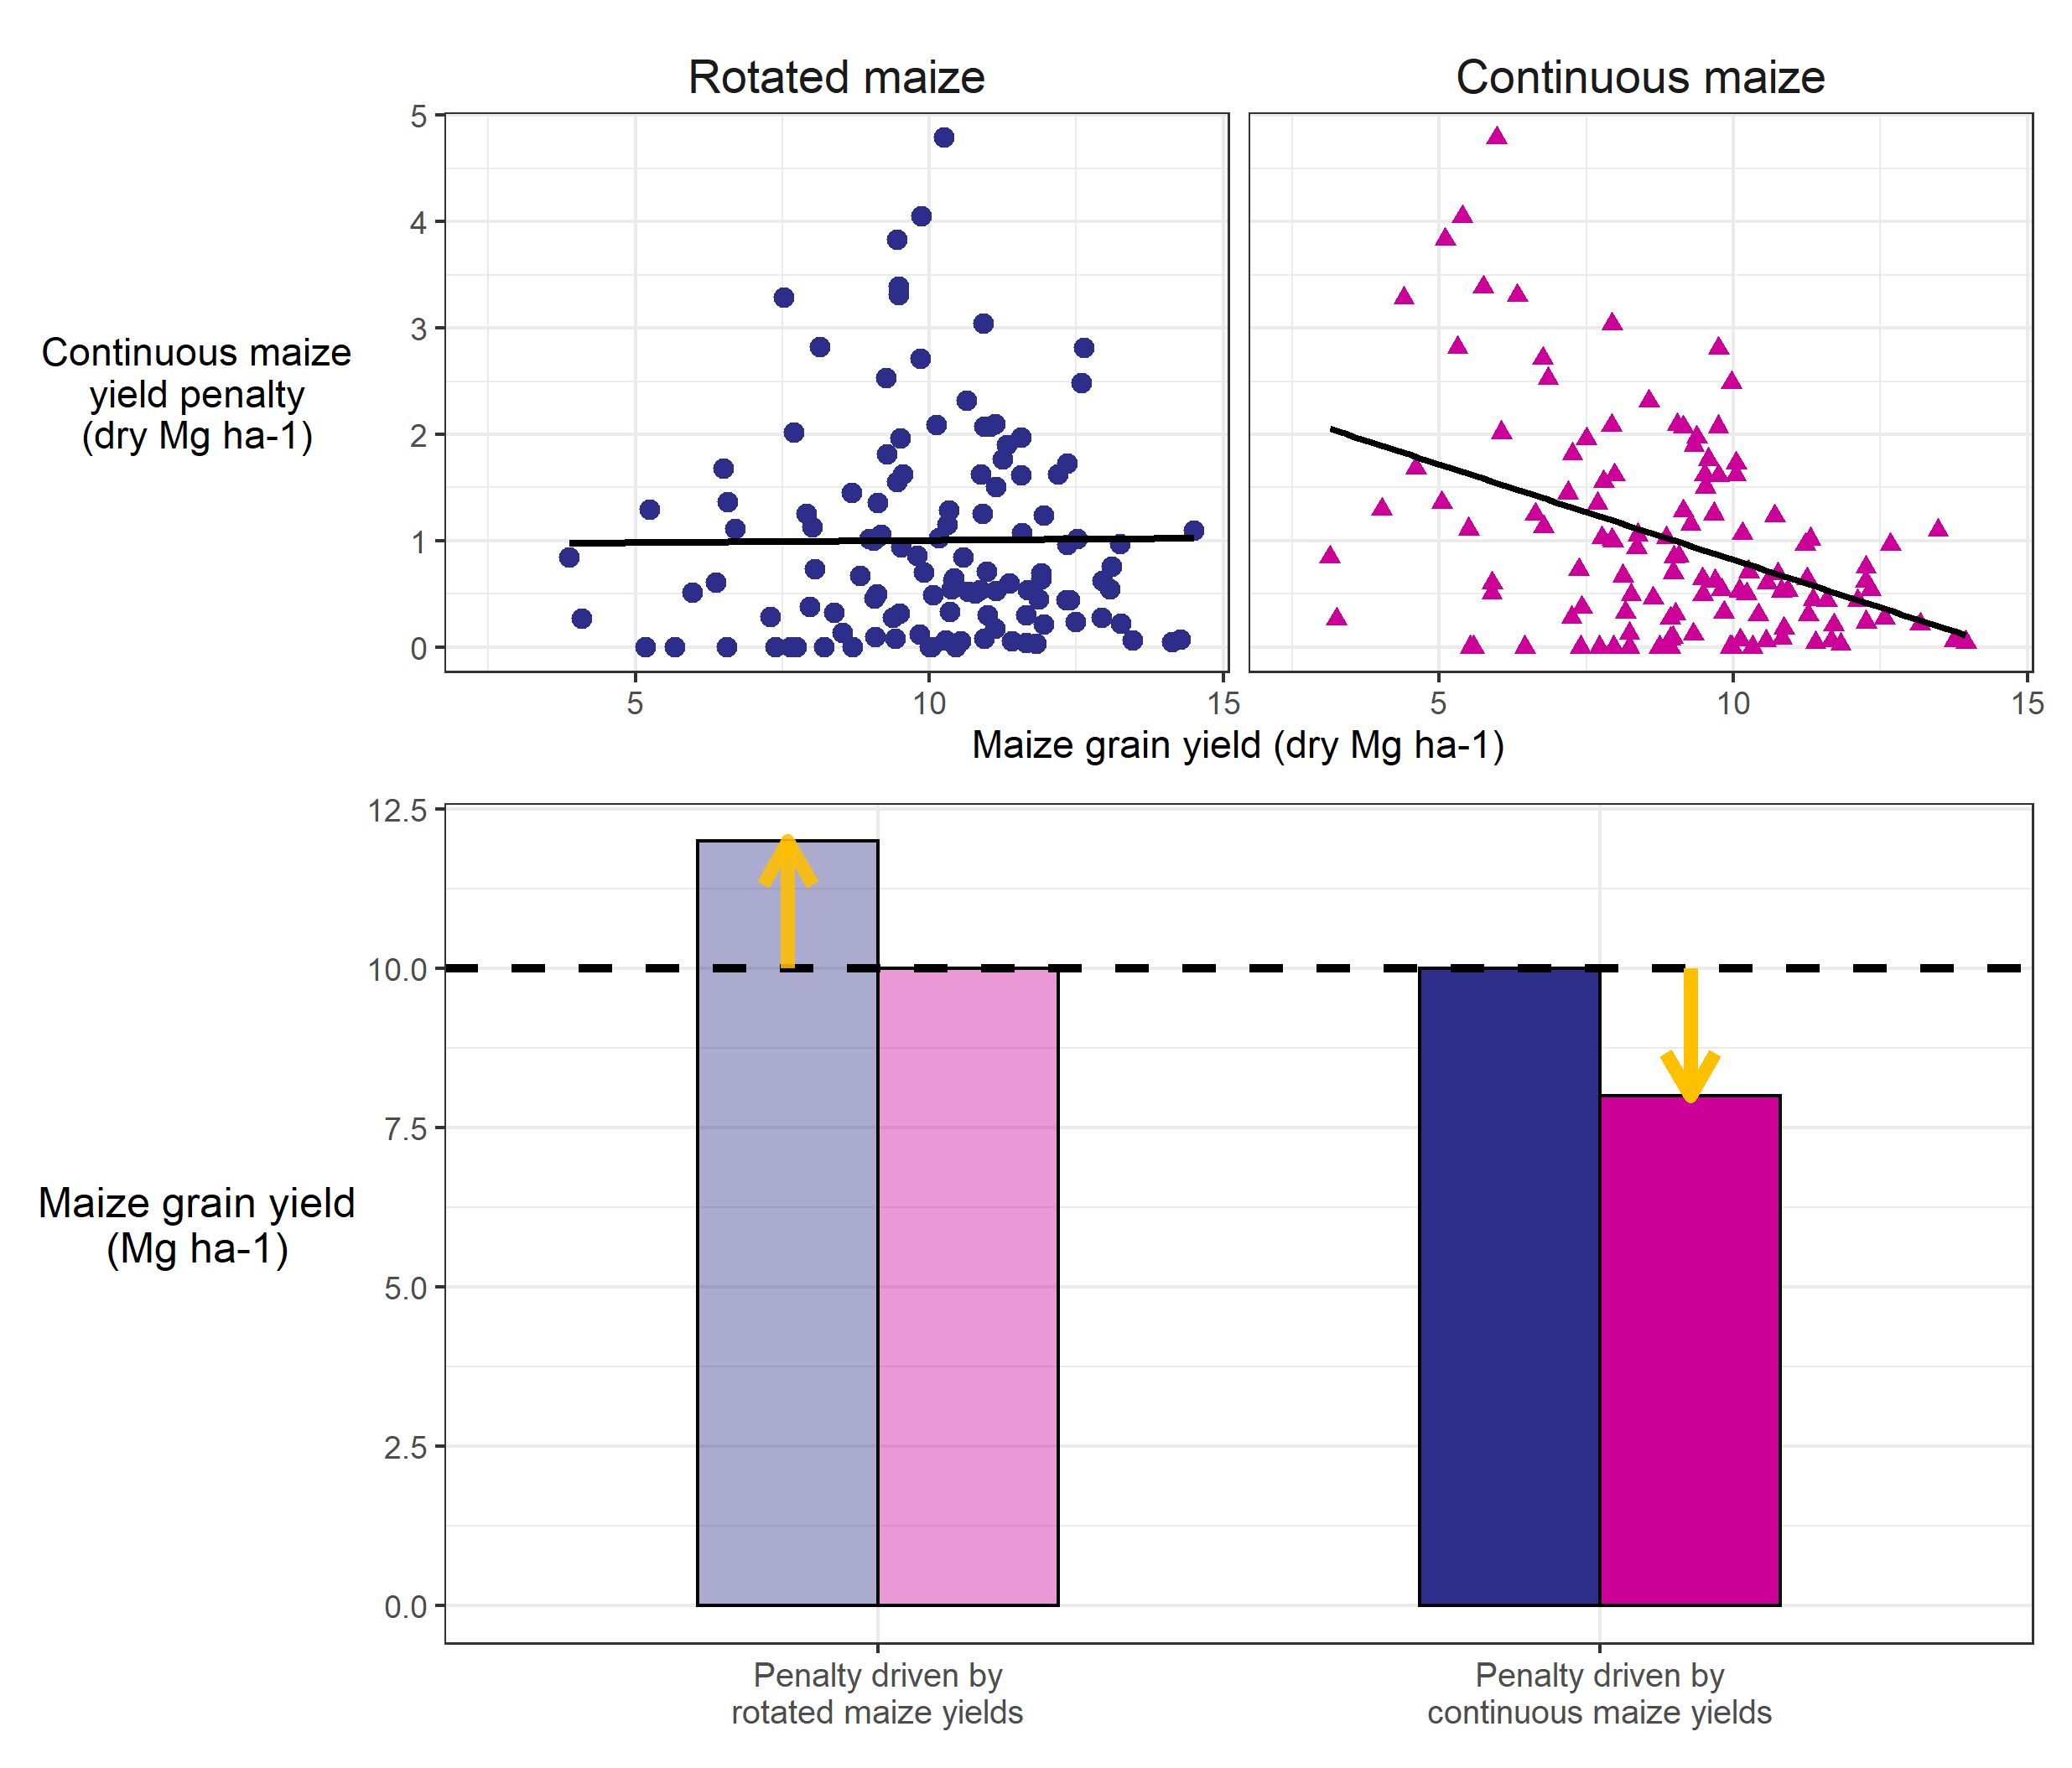 Rotated maize
Continuous maize
5
4
3
2
1
0
Continuous maize
yield penalty
(dry Mg ha-1)
5
10
15
5
10
15
Maize grain yield (dry Mg ha-1)
12.5
10.0
7.5
5.0
2.5
0.0
Maize grain yield
(Mg ha-1)
Penalty driven by
rotated maize yields
Penalty driven by
continuous maize yields